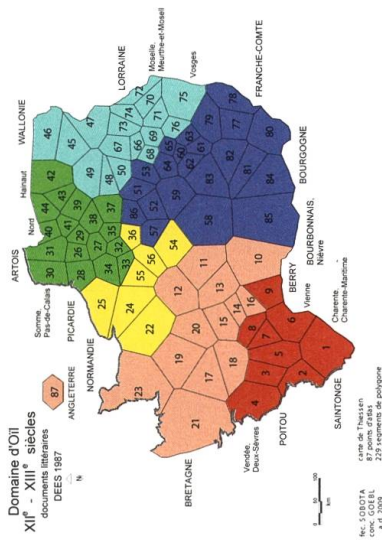 Domaine d'Oïl
XIIe - XIIIe siècles
documents littéraires
DEES 1987
N
87
ANGLETERRE
Somme,
Pas-de-Calais
ARTOIS
Nord
Hainaut
WALLONIE
PICARDIE
NORMANDIE
LORRAINE
Moselle,
Meurthe-et-Mosell
Vosges
FRANCHE-COMTE
BOURGOGNE
BOURBONNAIS,
Nièvre
BERRY
Vienne
Charente,
Charente-Maritime
SAINTONGE
POITOU
Vendée,
Deux-Sèvres
BRETAGNE
46
45
47
42
43
44
40
41
39
38
37
49
48
50
31
30
29
26
28
27
35
34
32
33
36
25
24
22
55
56
54
57
86
51
52
53
59
58
72
70
73
74
71
75
76
69
66
68
67
61
62
63
60
65
64
79
78
77
80
82
81
83
84
85
23
21
19
17
18
20
12
13
11
10
15
14
16
9
8
7
6
5
4
3
2
1
100
km
fec. SOBOTA
conc. GOEBL
a.d. 2009
carte de Thiessen
87 points d'atlas
229 segments de polygone